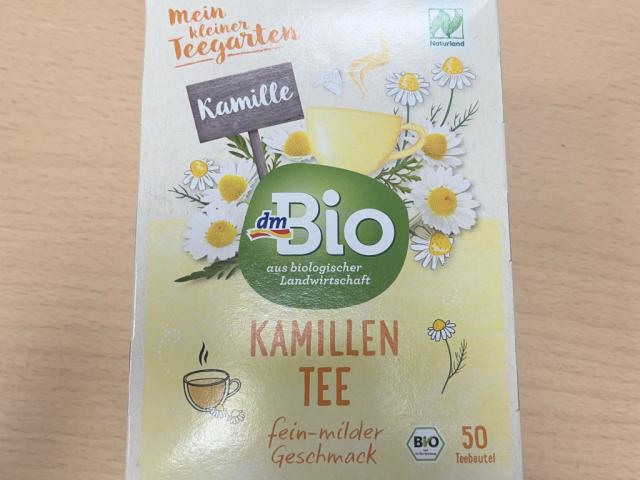 Mein
kleiner
Teegarten
Naturland
Kamille
dm
Bio
aus biologischer
Landwirtschaft
KAMILLEN
TEE
fein-milder
Geschmack
BIO
50
Teebeutel